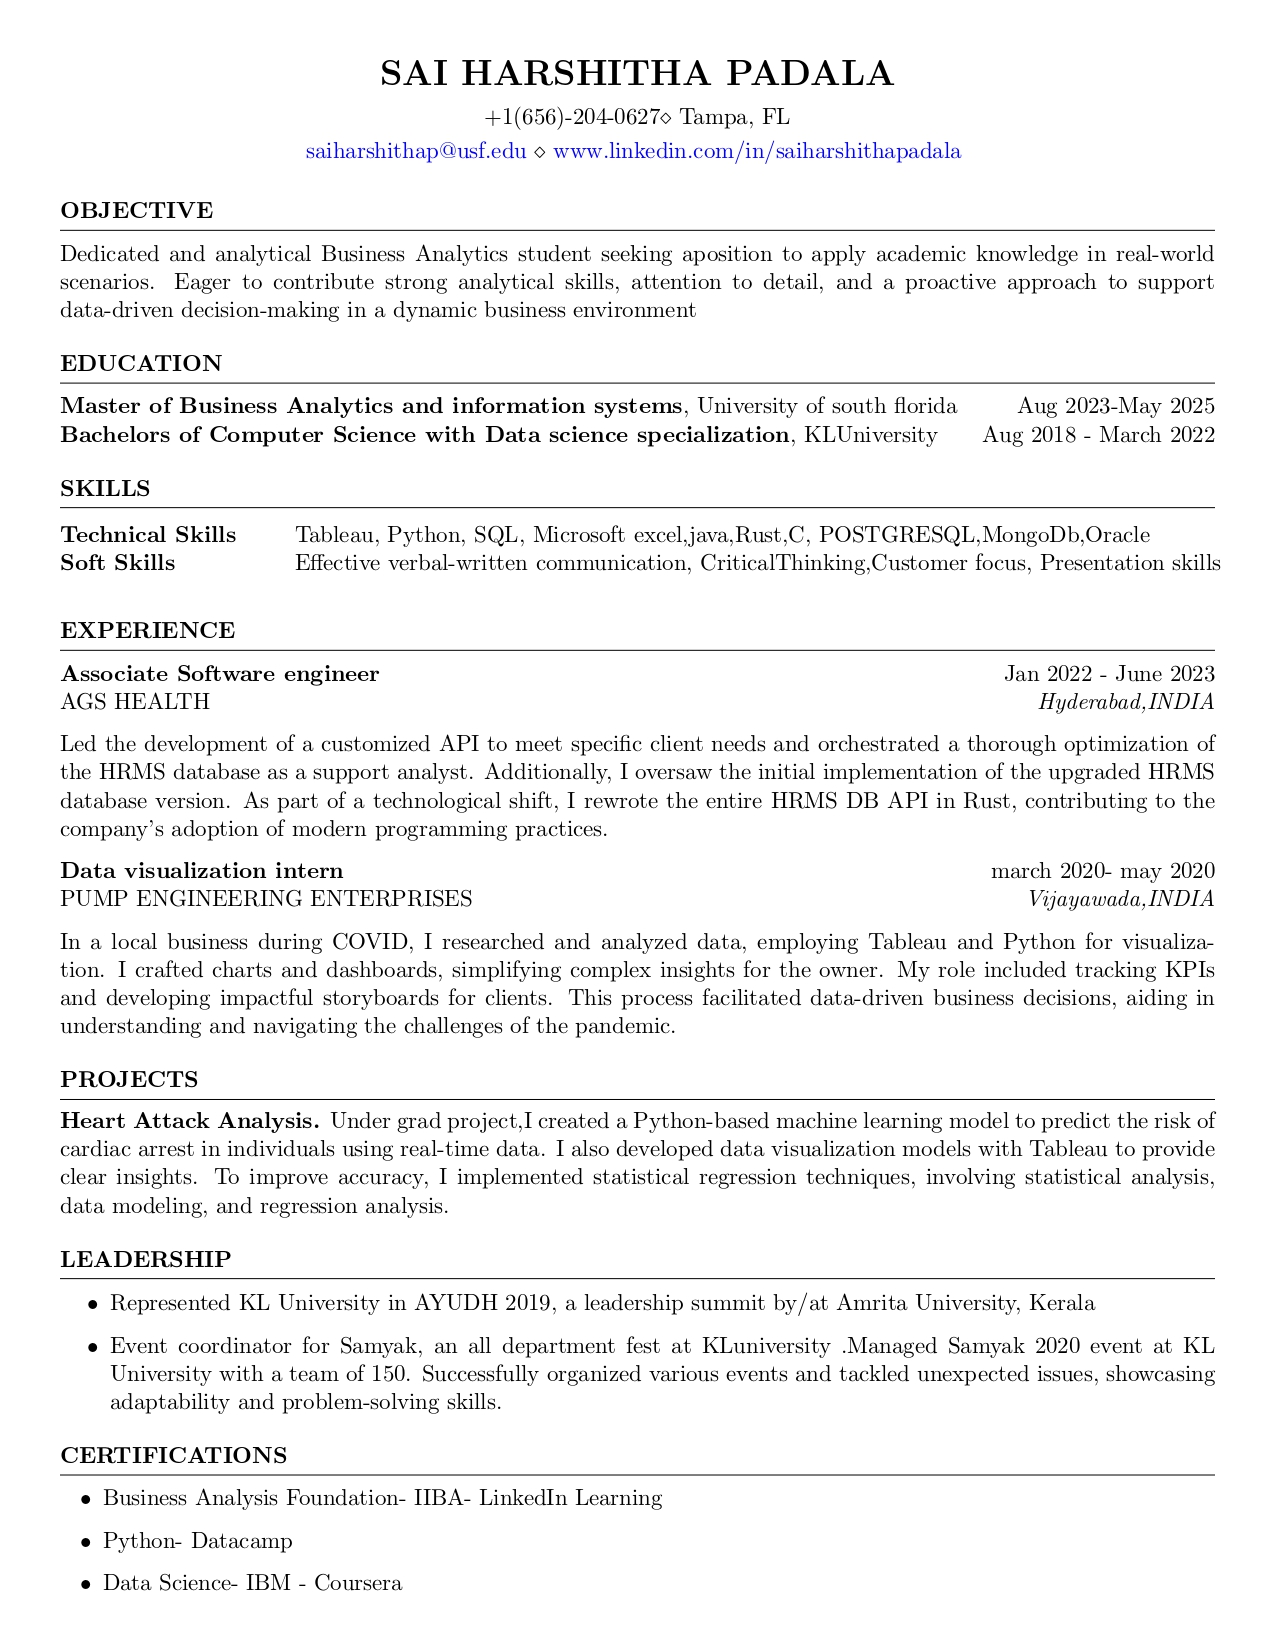 SAI HARSHITHA PADALA
+1(656)-204-0627⋄ Tampa, FL
saiharshithap@usf.edu ⋄ www.linkedin.com/in/saiharshithapadala
OBJECTIVE
Dedicated and analytical Business Analytics student seeking aposition to apply academic knowledge in real-world
scenarios. Eager to contribute strong analytical skills, attention to detail, and a proactive approach to support
data-driven decision-making in a dynamic business environment
EDUCATION
Master of Business Analytics and information systems, University of south florida Aug 2023-May 2025
Bachelors of Computer Science with Data science specialization, KLUniversity Aug 2018 - March 2022
SKILLS
Technical Skills Tableau, Python, SQL, Microsoft excel,java,Rust,C, POSTGRESQL,MongoDb,Oracle
Soft Skills Effective verbal-written communication, CriticalThinking,Customer focus, Presentation skills
EXPERIENCE
Associate Software engineer Jan 2022 - June 2023
AGS HEALTH Hyderabad,INDIA
Led the development of a customized API to meet specific client needs and orchestrated a thorough optimization of
the HRMS database as a support analyst. Additionally, I oversaw the initial implementation of the upgraded HRMS
database version. As part of a technological shift, I rewrote the entire HRMS DB API in Rust, contributing to the
company's adoption of modern programming practices.
Data visualization intern march 2020- may 2020
PUMP ENGINEERING ENTERPRISES Vijayawada,INDIA
In a local business during COVID, I researched and analyzed data, employing Tableau and Python for visualiza-
tion. I crafted charts and dashboards, simplifying complex insights for the owner. My role included tracking KPIs
and developing impactful storyboards for clients. This process facilitated data-driven business decisions, aiding in
understanding and navigating the challenges of the pandemic.
PROJECTS
Heart Attack Analysis. Under grad project,I created a Python-based machine learning model to predict the risk of
cardiac arrest in individuals using real-time data. I also developed data visualization models with Tableau to provide
clear insights. To improve accuracy, I implemented statistical regression techniques, involving statistical analysis,
data modeling, and regression analysis.
LEADERSHIP
• Represented KL University in AYUDH 2019, a leadership summit by/at Amrita University, Kerala
• Event coordinator for Samyak, an all department fest at KLuniversity .Managed Samyak 2020 event at KL
University with a team of 150. Successfully organized various events and tackled unexpected issues, showcasing
adaptability and problem-solving skills.
CERTIFICATIONS
• Business Analysis Foundation- IIBA- LinkedIn Learning
• Python- Datacamp
• Data Science- IBM - Coursera